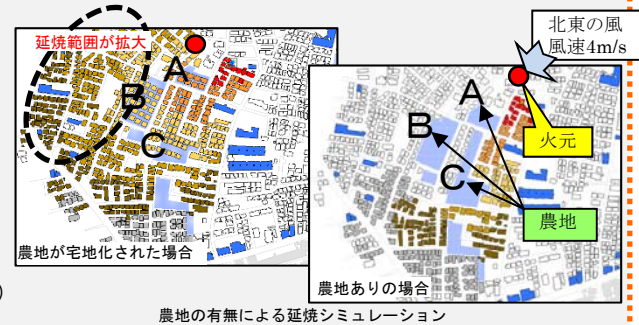 延焼範囲が拡大
A
B
C
農地が宅地化された場合
北東の風
風速4m/s
A
B
C
火元
農地
農地ありの場合
)
農地の有無による延焼シミュレーション